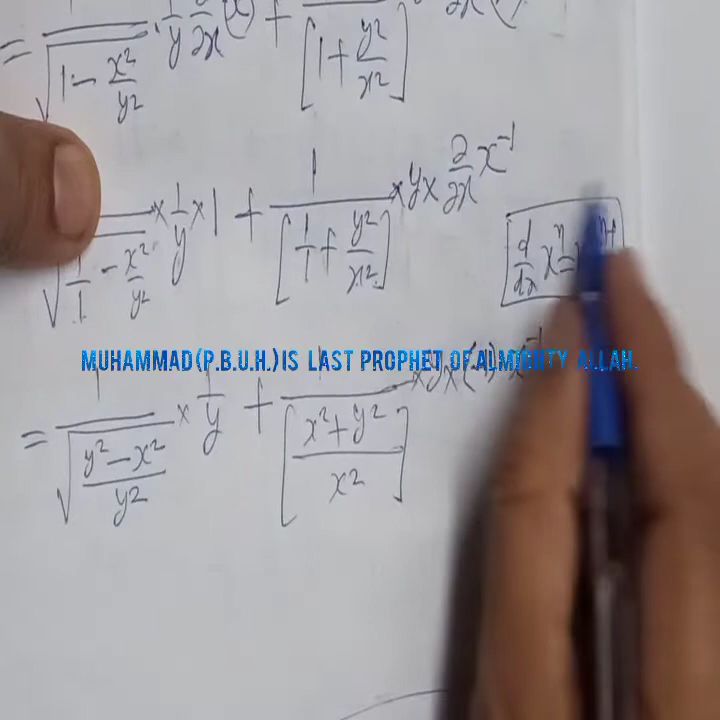 = 1/√(1 - x²/y²) · 1/y ∂/∂x (x) + 1/[1 + y²/x²]
1/√(1/1 - x²/y²) × 1/y × 1 + 1/[1/1 + y²/x²] × y × ∂/∂x x⁻¹
d/dx xⁿ =
MUHAMMAD(P.B.U.H.)IS LAST PROPHET OF ALMIGHTY ALLAH.
= 1/√((y² - x²)/y²) × 1/y + 1/[(x² + y²)/x²] × y × (-1)